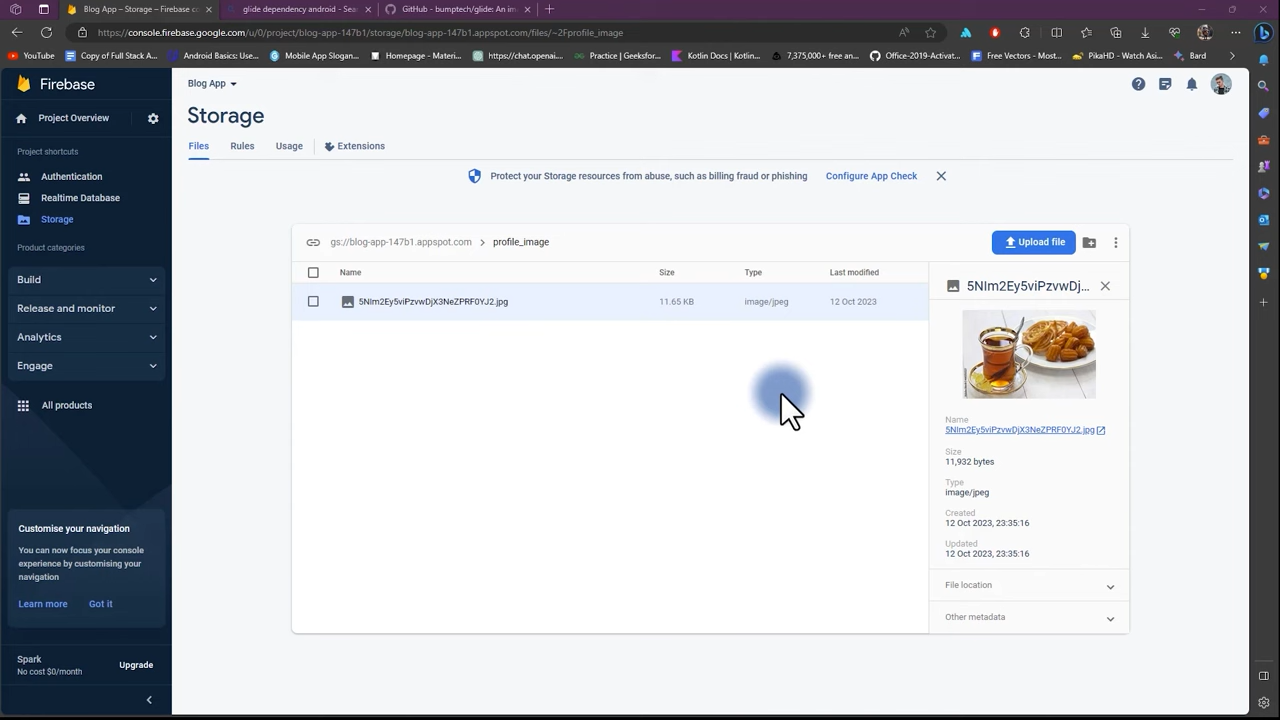 Blog App – Storage – Firebase co
glide dependency android - Sea
GitHub - bumptech/glide: An im
https://console.firebase.google.com/u/0/project/blog-app-147b1/storage/blog-app-147b1.appspot.com/files/~2Fprofile_image
YouTube
Copy of Full Stack A...
Android Basics: Use...
Mobile App Slogan...
Homepage - Materi...
https://chat.openai....
Practice | Geeksfor...
Kotlin Docs | Kotlin...
7,375,000+ free an...
Office-2019-Activat...
Free Vectors - Most...
PikaHD - Watch An...
Bard
Firebase
Blog App
Project Overview
Storage
Files
Rules
Usage
Extensions
Project shortcuts
Authentication
Protect your Storage resources from abuse, such as billing fraud or phishing
Configure App Check
Realtime Database
Storage
Product categories
Build
Release and monitor
Analytics
Engage
All products
gs://blog-app-147b1.appspot.com
profile_image
Upload file
Name
Size
Type
Last modified
5NIm2Ey5viPzvwDjX3NeZPRF0YJ2.jpg
11.65 KB
image/jpeg
12 Oct 2023
5NIm2Ey5viPzvwDj...
Name
5NIm2Ey5viPzvwDjX3NeZPRF0YJ2.jpg
Size
11,932 bytes
Type
image/jpeg
Created
12 Oct 2023, 23:35:16
Updated
12 Oct 2023, 23:35:16
File location
Other metadata
Customise your navigation
You can now focus your console
experience by customising your
navigation
Learn more
Got it
Spark
No cost $0/month
Upgrade